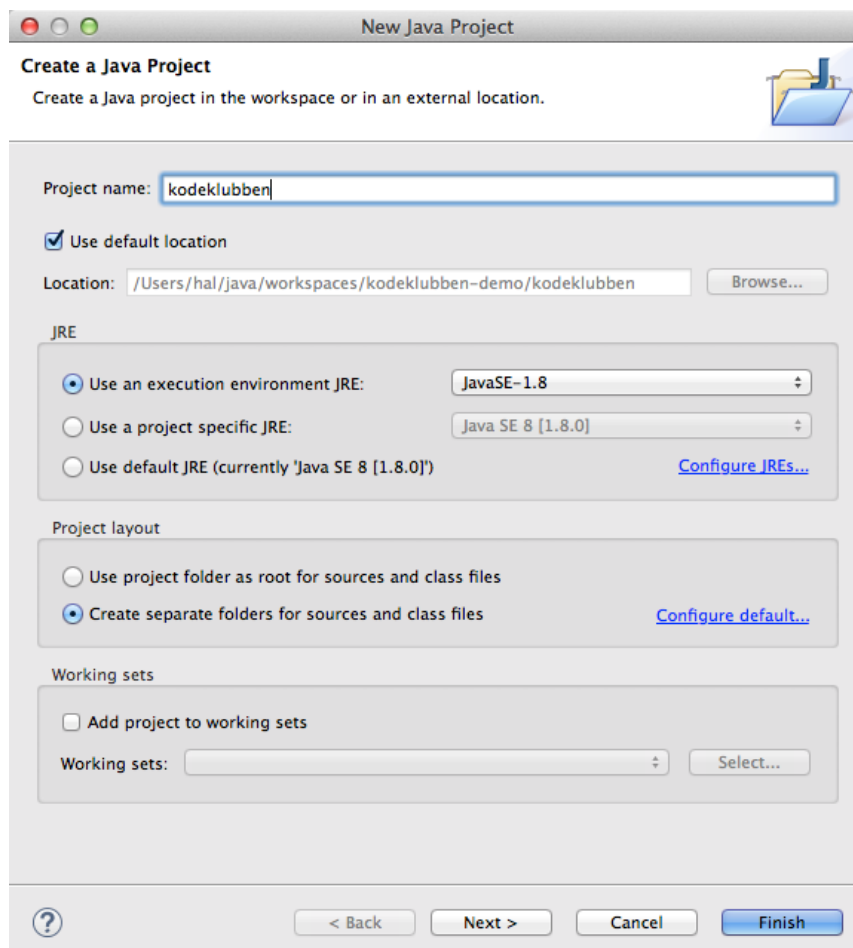 New Java Project
Create a Java Project
Create a Java project in the workspace or in an external location.
Project name: kodeklubben
Use default location
Location: /Users/hal/java/workspaces/kodeklubben-demo/kodeklubben Browse...
JRE
Use an execution environment JRE: JavaSE-1.8
Use a project specific JRE: Java SE 8 [1.8.0]
Use default JRE (currently 'Java SE 8 [1.8.0]') Configure JREs...
Project layout
Use project folder as root for sources and class files
Create separate folders for sources and class files Configure default...
Working sets
Add project to working sets
Working sets: Select...
? < Back Next > Cancel Finish